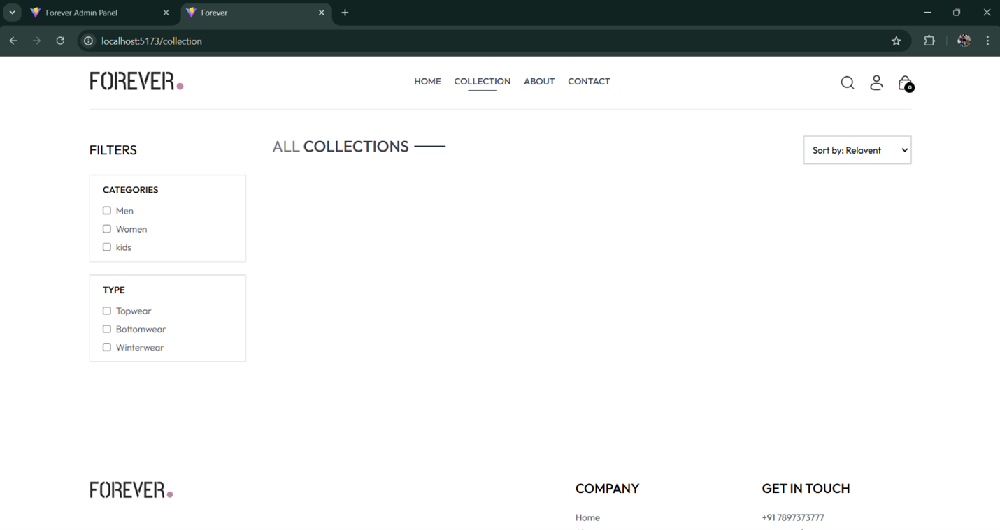 Forever Admin Panel
Forever
localhost:5173/collection
FOREVER.
HOME COLLECTION ABOUT CONTACT
0
FILTERS
ALL COLLECTIONS
Sort by: Relavent
CATEGORIES
Men
Women
kids
TYPE
Topwear
Bottomwear
Winterwear
FOREVER.
COMPANY
GET IN TOUCH
Home
+91 7897373777